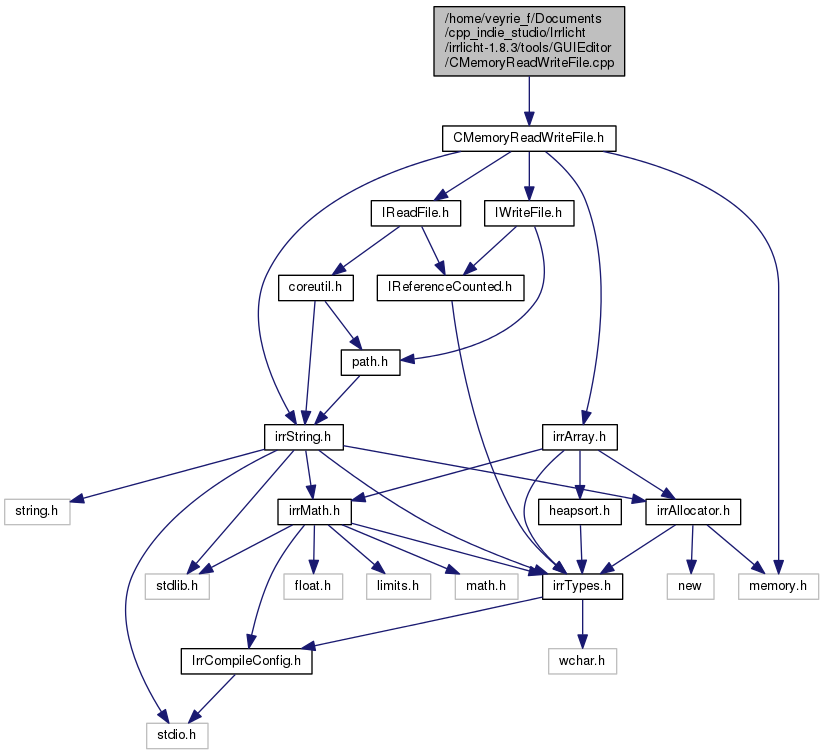 /home/veyrie_f/Documents
/cpp_indie_studio/Irrlicht
/irrlicht-1.8.3/tools/GUIEditor
/CMemoryReadWriteFile.cpp
CMemoryReadWriteFile.h
IReadFile.h
IWriteFile.h
coreutil.h
IReferenceCounted.h
path.h
irrString.h
irrArray.h
string.h
irrMath.h
heapsort.h
irrAllocator.h
stdlib.h
float.h
limits.h
math.h
irrTypes.h
new
memory.h
IrrCompileConfig.h
wchar.h
stdio.h